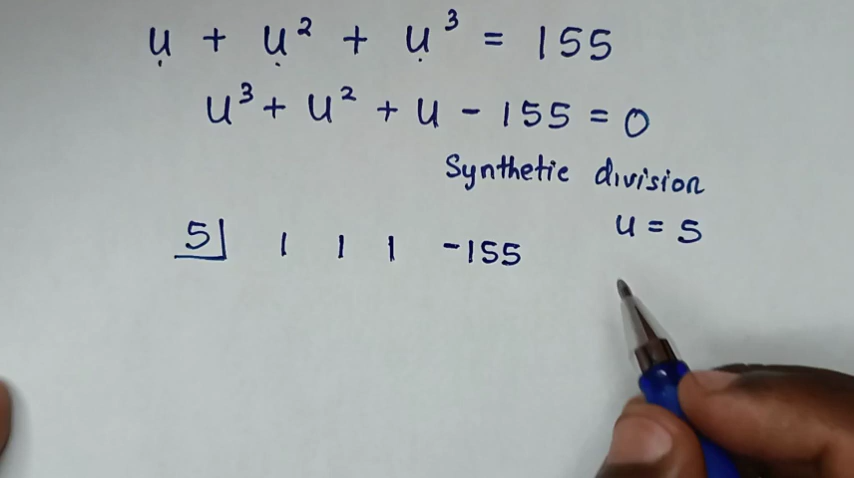 u + u² + u³ = 155
u³ + u² + u - 155 = 0
Synthetic division
u = 5
5 1 1 1 -155